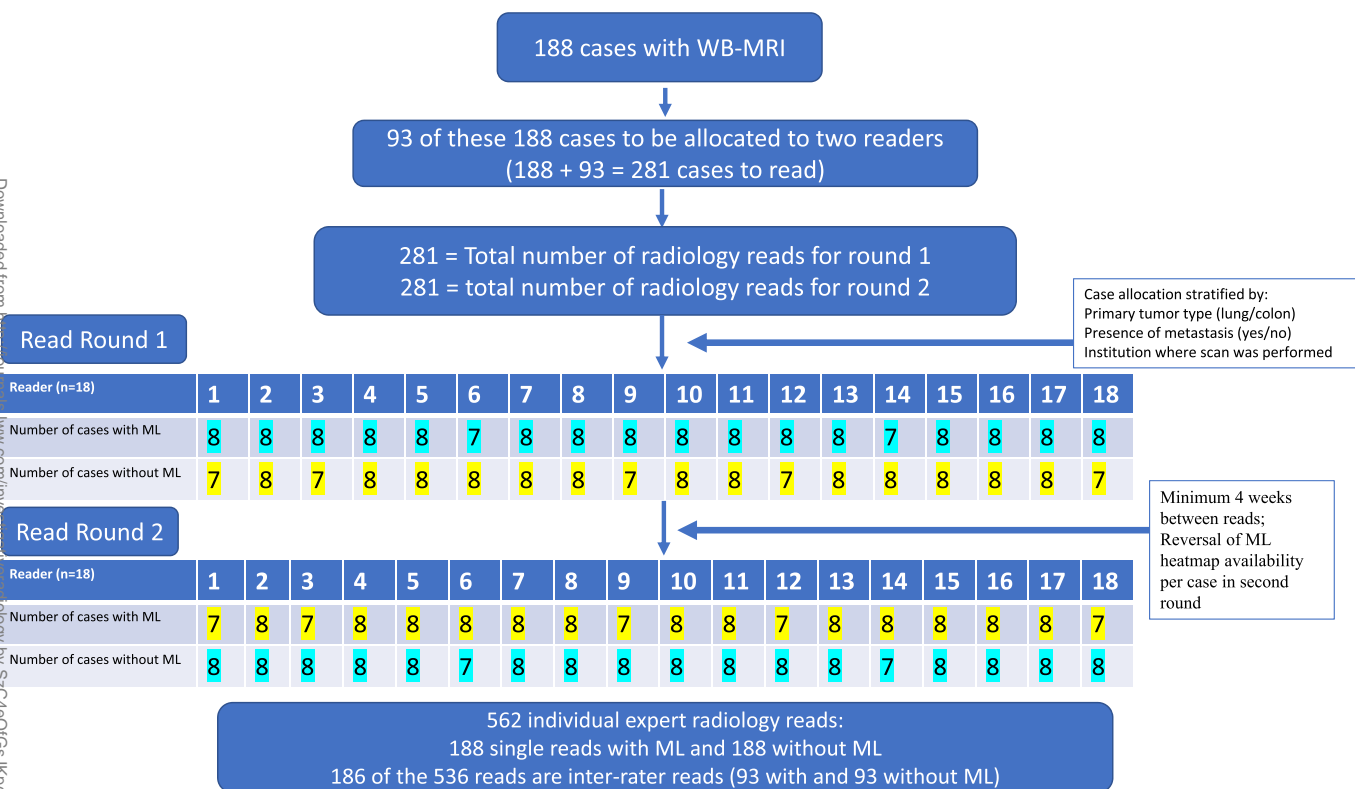 188 cases with WB-MRI
93 of these 188 cases to be allocated to two readers
(188 + 93 = 281 cases to read)
281 = Total number of radiology reads for round 1
281 = total number of radiology reads for round 2
Case allocation stratified by:
Primary tumor type (lung/colon)
Presence of metastasis (yes/no)
Institution where scan was performed
Read Round 1
Reader (n=18) 1 2 3 4 5 6 7 8 9 10 11 12 13 14 15 16 17 18
Number of cases with ML 8 8 8 8 8 7 8 8 8 8 8 8 8 7 8 8 8 8
Number of cases without ML 7 8 7 8 8 8 8 8 7 8 8 7 8 8 8 8 8 7
Minimum 4 weeks
between reads;
Reversal of ML
heatmap availability
per case in second
round
Read Round 2
Reader (n=18) 1 2 3 4 5 6 7 8 9 10 11 12 13 14 15 16 17 18
Number of cases with ML 7 8 7 8 8 8 8 8 7 8 8 7 8 8 8 8 8 7
Number of cases without ML 8 8 8 8 8 7 8 8 8 8 8 8 8 7 8 8 8 8
562 individual expert radiology reads:
188 single reads with ML and 188 without ML
186 of the 536 reads are inter-rater reads (93 with and 93 without ML)
Downloaded from